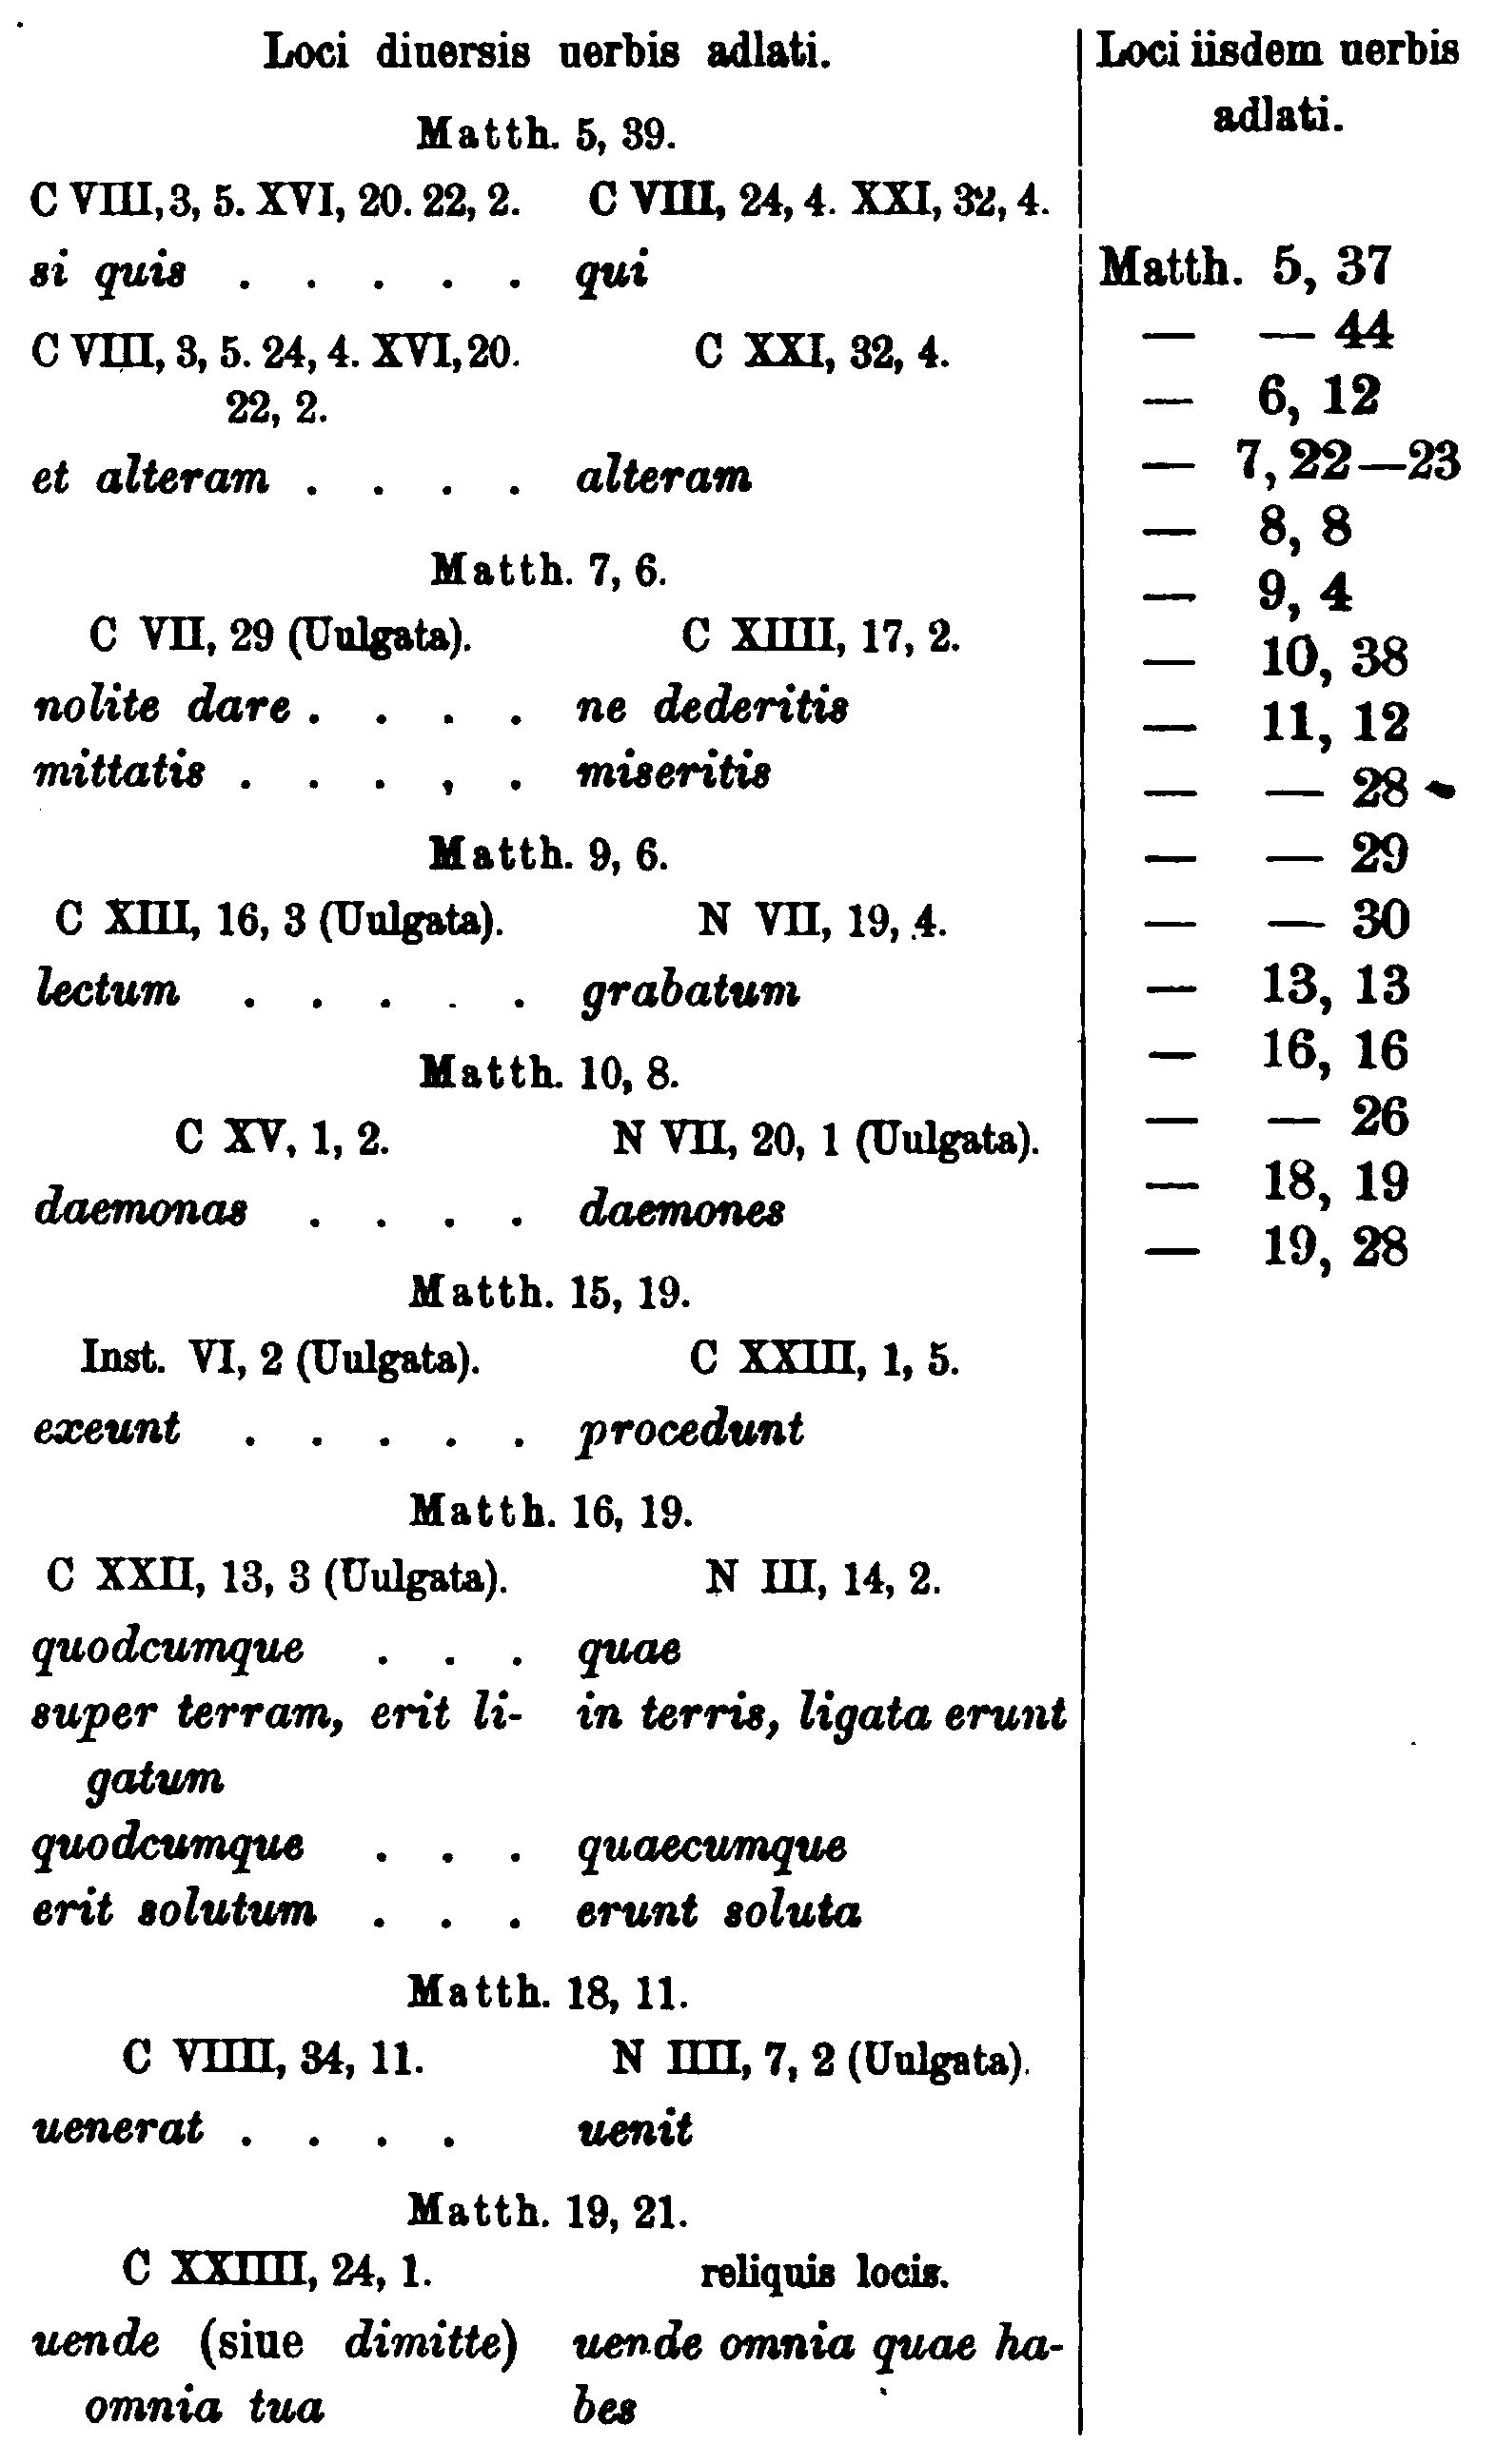 Loci diuersis uerbis adlati.
Matth. 5, 39.
C VIII, 3, 5. XVI, 20. 22, 2. C VIII, 24, 4. XXI, 32, 4.
si quis . . . . . qui
C VIII, 3, 5. 24, 4. XVI, 20. C XXI, 32, 4.
22, 2.
et alteram . . . . alteram
Matth. 7, 6.
C VII, 29 (Uulgata). C XIIII, 17, 2.
nolite dare . . . . ne dederitis
mittatis . . . , . miseritis
Matth. 9, 6.
C XIII, 16, 3 (Uulgata). N VII, 19, 4.
lectum . . . . . grabatum
Matth. 10, 8.
C XV, 1, 2. N VII, 20, 1 (Uulgata).
daemonas . . . . daemones
Matth. 15, 19.
Inst. VI, 2 (Uulgata). C XXIII, 1, 5.
exeunt . . . . . procedunt
Matth. 16, 19.
C XXII, 13, 3 (Uulgata). N III, 14, 2.
quodcumque . . . quae
super terram, erit li- in terris, ligata erunt
gatum
quodcumque . . . quaecumque
erit solutum . . . erunt soluta
Matth. 18, 11.
C VIIII, 34, 11. N IIII, 7, 2 (Uulgata).
uenerat . . . . uenit
Matth. 19, 21.
C XXIIII, 24, 1. reliquis locis.
uende (siue dimitte) uende omnia quae ha-
omnia tua bes
Loci iisdem uerbis
adlati.
Matth. 5, 37
— — 44
— 6, 12
— 7, 22—23
— 8, 8
— 9, 4
— 10, 38
— 11, 12
— — 28
— — 29
— — 30
— 13, 13
— 16, 16
— — 26
— 18, 19
— 19, 28